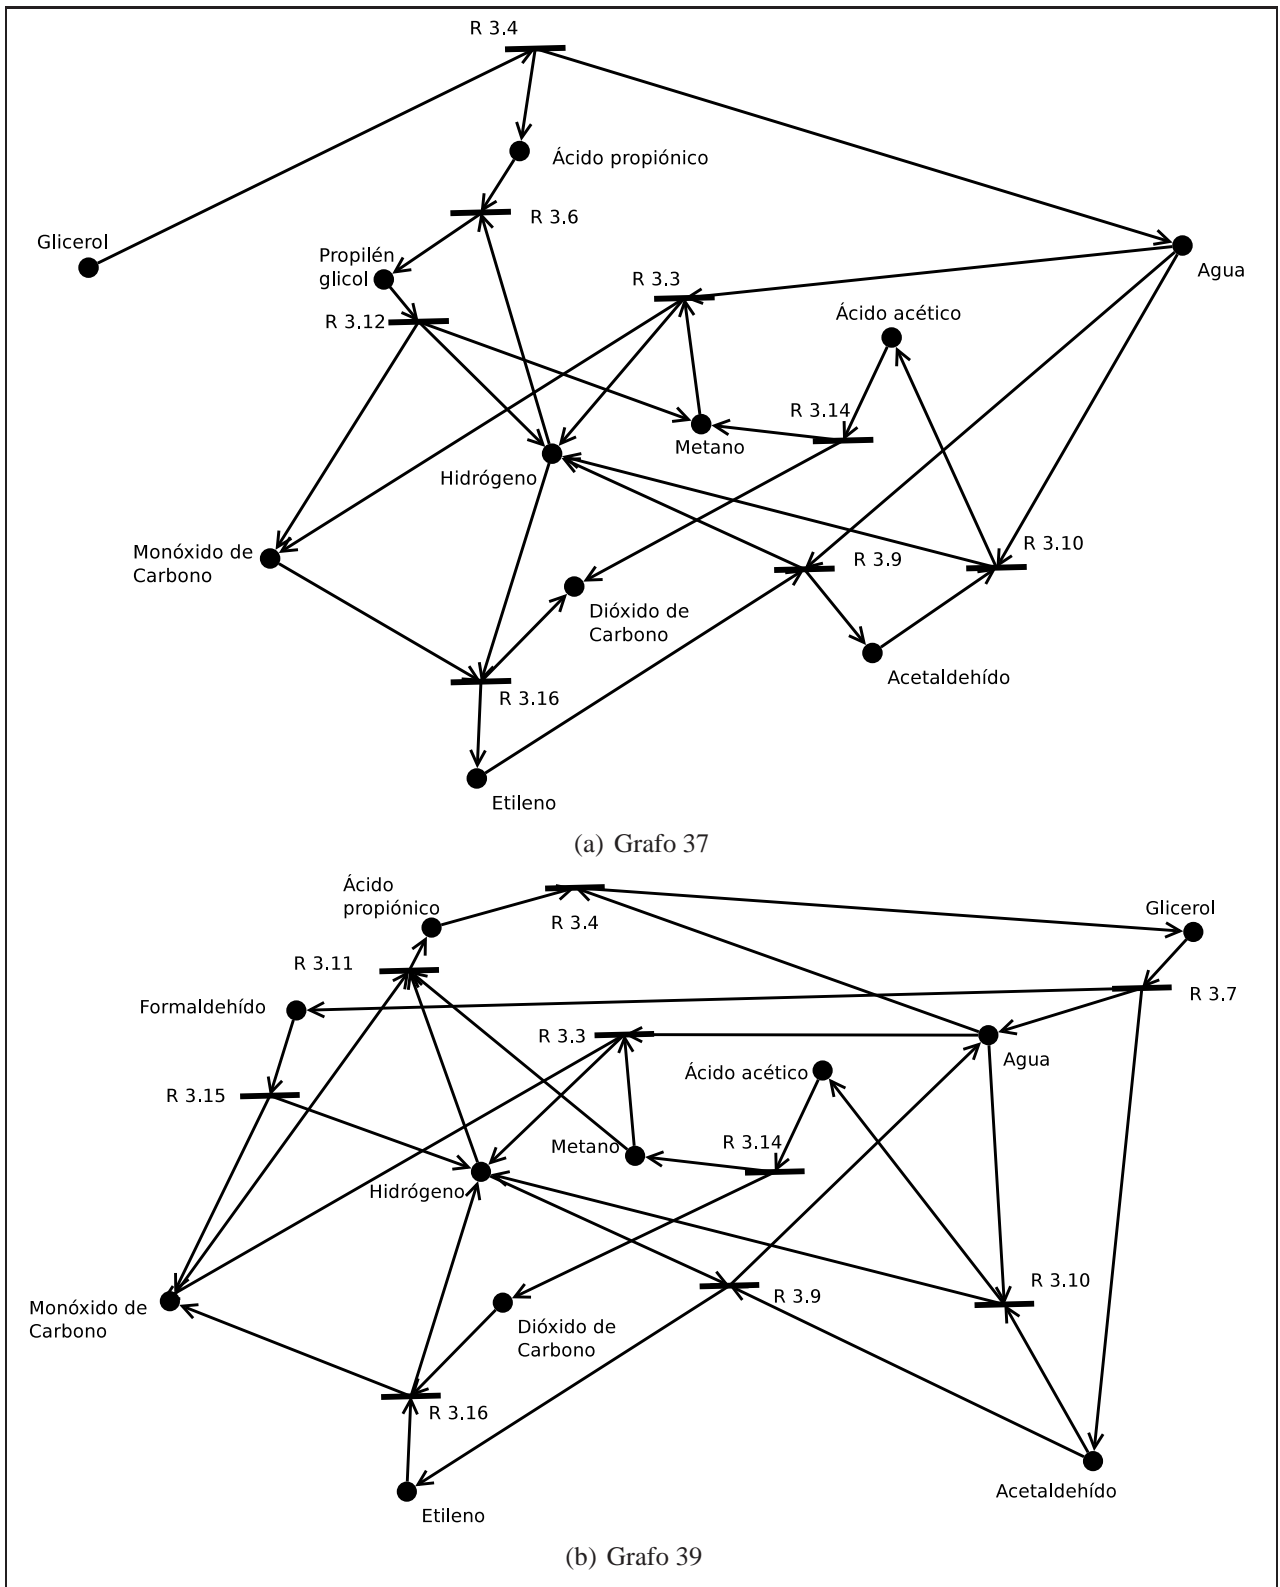 R 3.4
Ácido propiónico
R 3.6
Glicerol
Propilén
glicol
R 3.3
Agua
R 3.12
Ácido acético
R 3.14
Metano
Hidrógeno
R 3.10
Monóxido de
Carbono
R 3.9
Dióxido de
Carbono
Acetaldehído
R 3.16
Etileno
(a) Grafo 37
Ácido
propiónico
R 3.4
Glicerol
R 3.11
Formaldehído
R 3.7
R 3.3
Agua
Ácido acético
R 3.15
Metano
R 3.14
Hidrógeno
R 3.10
R 3.9
Monóxido de
Carbono
Dióxido de
Carbono
R 3.16
Acetaldehído
Etileno
(b) Grafo 39